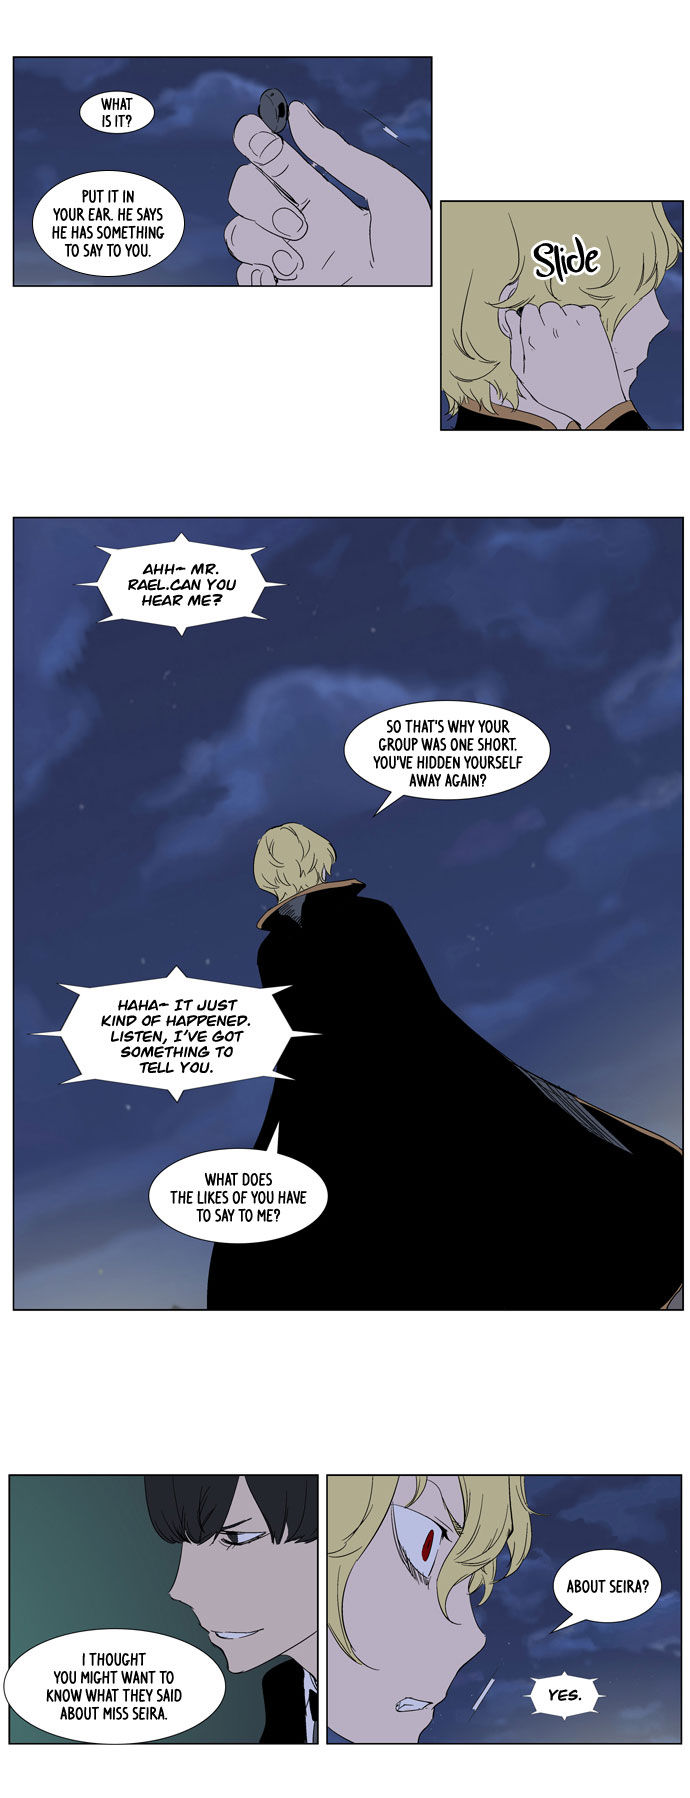 WHAT
IS IT?
PUT IT IN
YOUR EAR. HE SAYS
HE HAS SOMETHING
TO SAY TO YOU.
Slide
AHH~ MR.
RAEL.CAN YOU
HEAR ME?
SO THAT'S WHY YOUR
GROUP WAS ONE SHORT.
YOU'VE HIDDEN YOURSELF
AWAY AGAIN?
HAHA~ IT JUST
KIND OF HAPPENED.
LISTEN, I'VE GOT
SOMETHING TO
TELL YOU.
WHAT DOES
THE LIKES OF YOU HAVE
TO SAY TO ME?
I THOUGHT
YOU MIGHT WANT TO
KNOW WHAT THEY SAID
ABOUT MISS SEIRA.
ABOUT SEIRA?
YES.